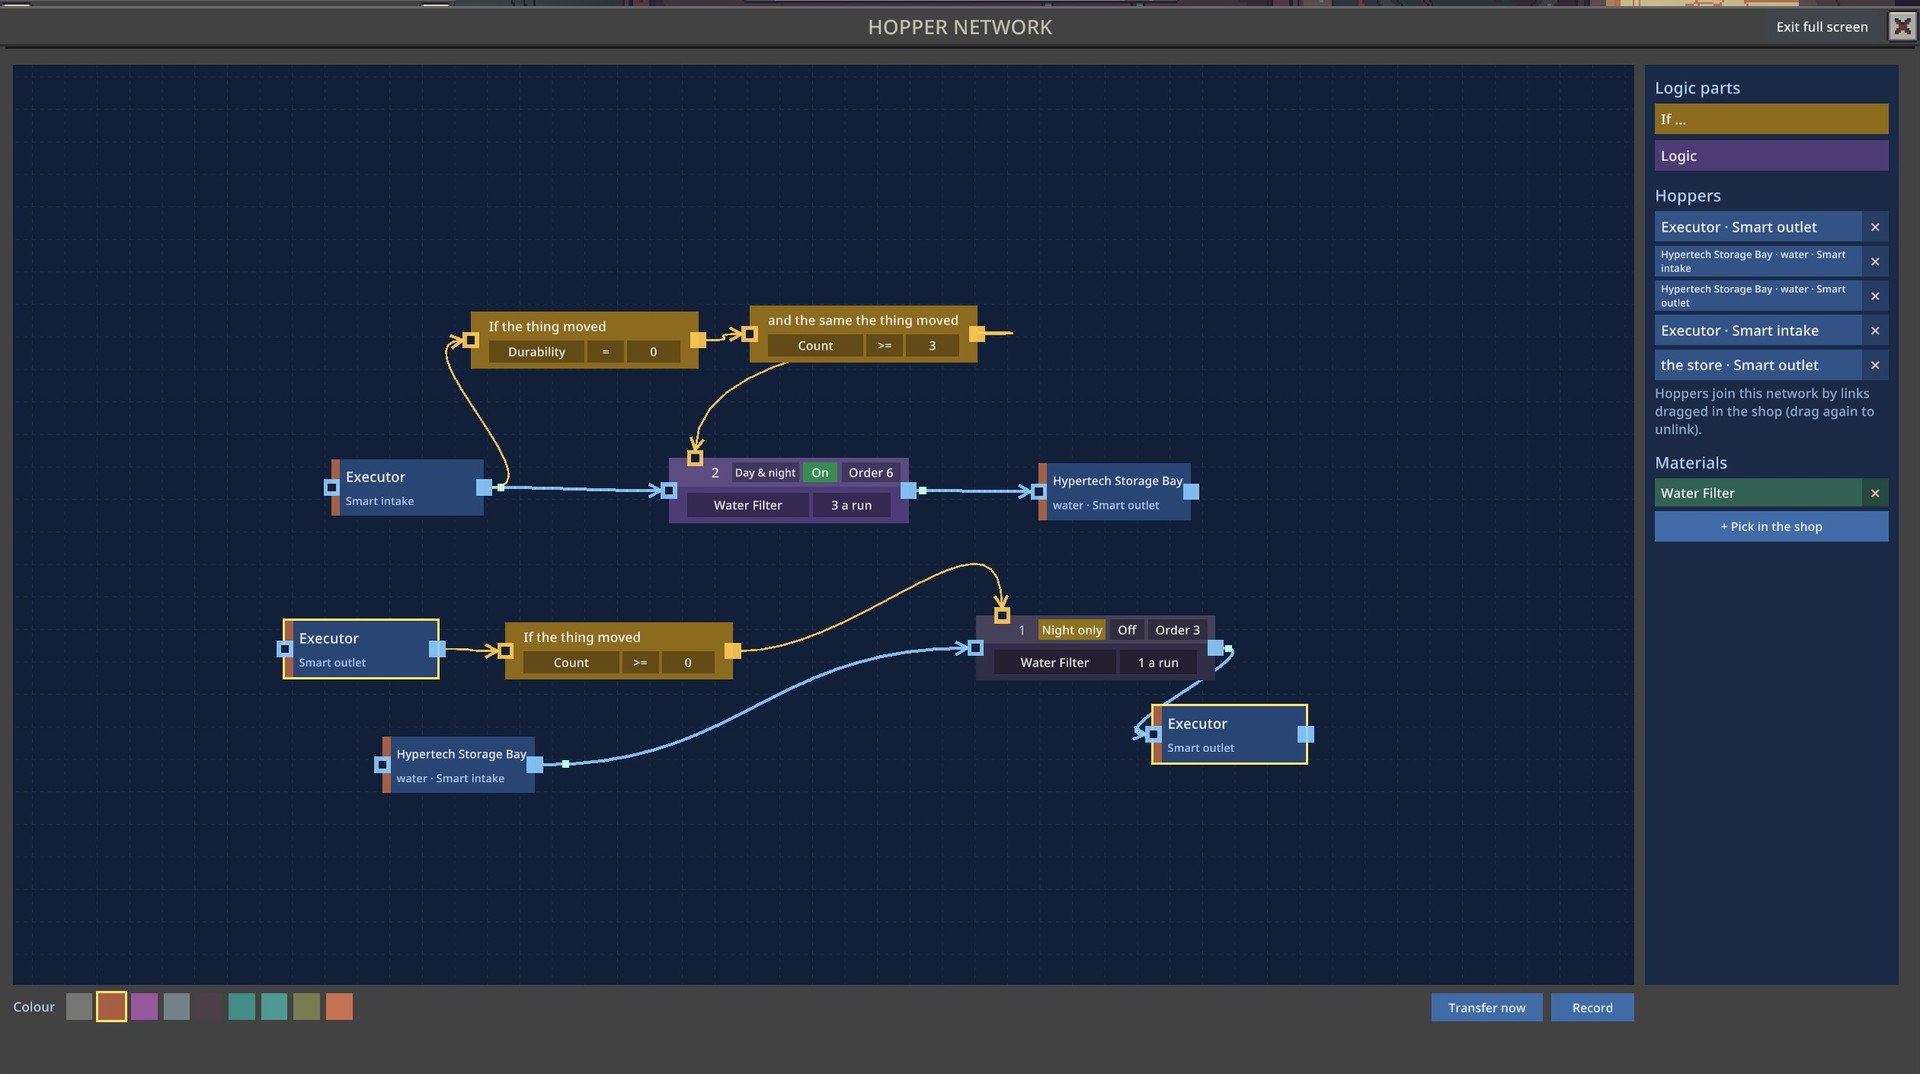 HOPPER NETWORK
Exit full screen
Logic parts
If ...
Logic
Hoppers
Executor · Smart outlet
Hypertech Storage Bay · water · Smart
intake
Hypertech Storage Bay · water · Smart
outlet
Executor · Smart intake
the store · Smart outlet
Hoppers join this network by links
dragged in the shop (drag again to
unlink).
Materials
Water Filter
+ Pick in the shop
If the thing moved
Durability = 0
and the same the thing moved
Count >= 3
Executor
Smart intake
2 Day & night On Order 6
Water Filter 3 a run
Hypertech Storage Bay
water · Smart outlet
Executor
Smart outlet
If the thing moved
Count >= 0
1 Night only Off Order 3
Water Filter 1 a run
Executor
Smart outlet
Hypertech Storage Bay
water · Smart intake
Colour
Transfer now
Record